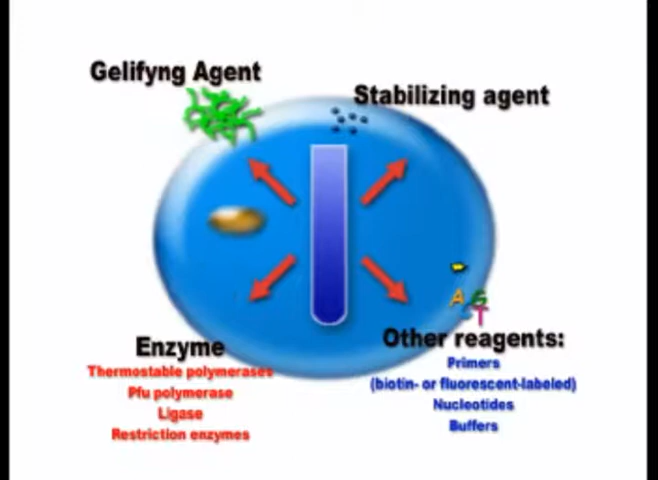 Gelifyng Agent
Stabilizing agent
A G
C T
Enzyme
Thermostable polymerases
Pfu polymerase
Ligase
Restriction enzymes
Other reagents:
Primers
(biotin- or fluorescent-labeled)
Nucleotides
Buffers